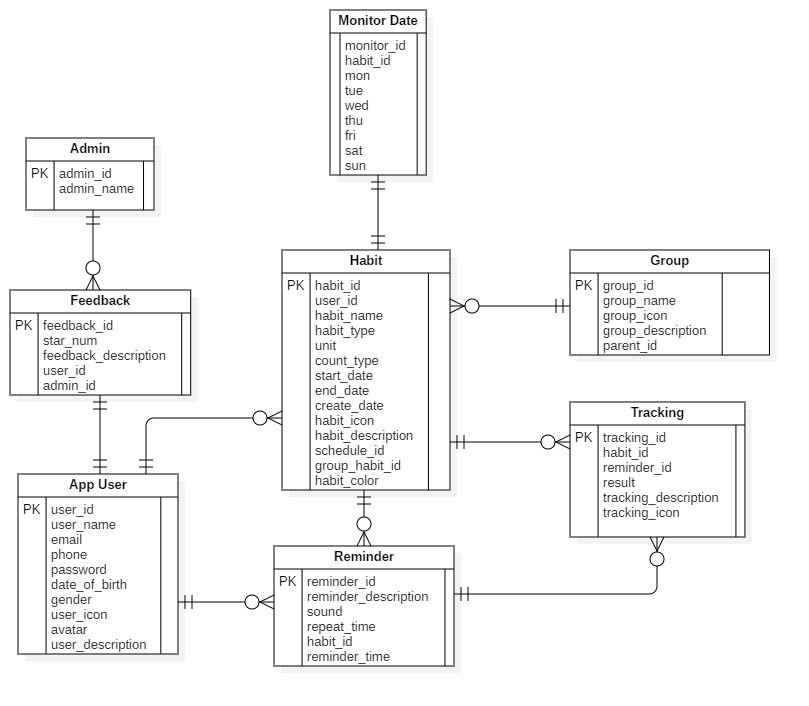 Monitor Date
monitor_id
habit_id
mon
tue
wed
thu
fri
sat
sun
Admin
PK admin_id
admin_name
Feedback
PK feedback_id
star_num
feedback_description
user_id
admin_id
Habit
PK habit_id
user_id
habit_name
habit_type
unit
count_type
start_date
end_date
create_date
habit_icon
habit_description
schedule_id
group_habit_id
habit_color
Group
PK group_id
group_name
group_icon
group_description
parent_id
Tracking
PK tracking_id
habit_id
reminder_id
result
tracking_description
tracking_icon
App User
PK user_id
user_name
email
phone
password
date_of_birth
gender
user_icon
avatar
user_description
Reminder
PK reminder_id
reminder_description
sound
repeat_time
habit_id
reminder_time